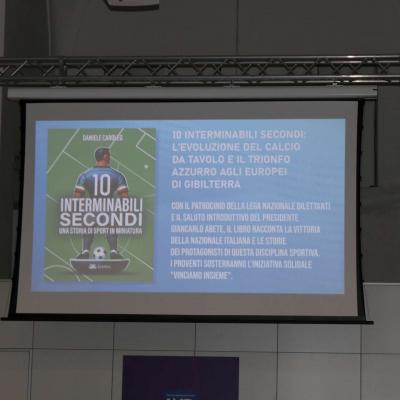 DANIELE
10
INTERMINABILI
SECONDI
UNA STORIA DI SPORT IN MINIATURA
10 INTERMINABILI SECONDI:
L'EVOLUZIONE DEL CALCIO
DA TAVOLO E IL TRIONFO
AZZURRO AGLI EUROPEI
DI GIBILTERRA
CON IL PATROCINIO DELLA LEGA NAZIONALE DILETTANTI
E IL SALUTO INTRODUTTIVO DEL PRESIDENTE
GIANCARLO ABETE, IL LIBRO RACCONTA LA VITTORIA
DELLA NAZIONALE ITALIANA E LE STORIE
DEI PROTAGONISTI DI QUESTA DISCIPLINA SPORTIVA.
I PROVENTI SOSTERRANNO L'INIZIATIVA SOLIDALE
"VINCIAMO INSIEME".